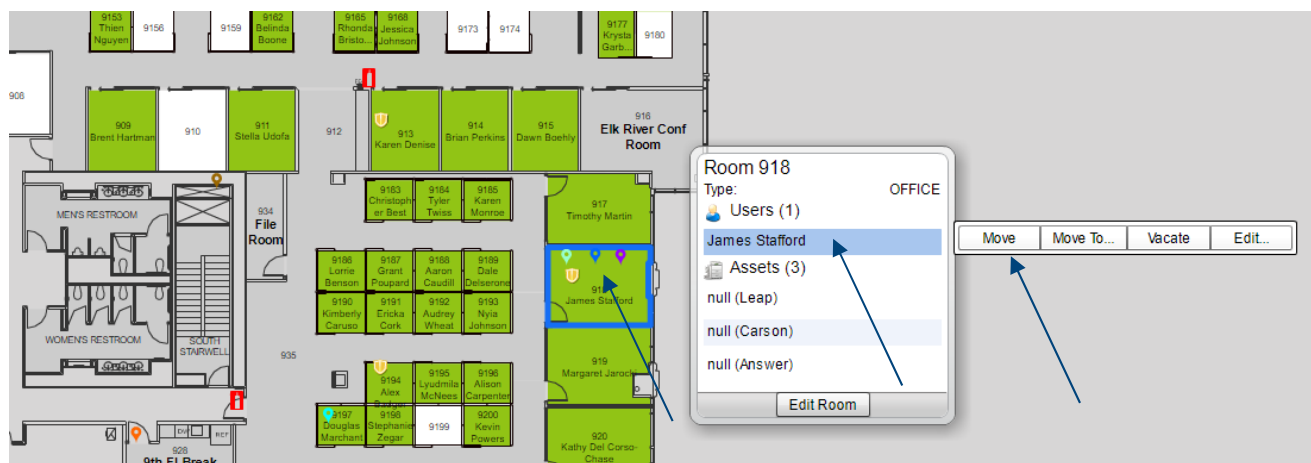 9153
Thien
Nguyen
9156
9159
9162
Belinda
Boone
9165
Rhonda
Bristo...
9168
Jessica
Johnson
9173
9174
9177
Krysta
Garb...
9180
908
909
Brent Hartman
910
911
Stella Udofa
912
913
Karen Denise
914
Brian Perkins
915
Dawn Boehly
916
Elk River Conf
Room
MEN'S RESTROOM
934
File
Room
9183
Christoph
er Best
9184
Tyler
Twiss
9185
Karen
Monroe
917
Timothy Martin
9186
Lorrie
Benson
9187
Grant
Poupard
9188
Aaron
Caudill
9189
Dale
Delserone
James Stafford
9190
Kimberly
Caruso
9191
Ericka
Cork
9192
Audrey
Wheat
9193
Nyia
Johnson
WOMEN'S RESTROOM
SOUTH
STAIRWELL
935
919
Margaret Jarocki
9194
Alex
9195
Lyudmila
McNees
9196
Alison
Carpenter
9197
Douglas
Marchant
9198
Stephanie
Zegar
9199
9200
Kevin
Powers
920
Kathy Del Corso-
Chase
DW
REF
928
9th Fl Break
Room 918
Type: OFFICE
Users (1)
James Stafford
Assets (3)
null (Leap)
null (Carson)
null (Answer)
Edit Room
Move Move To... Vacate Edit...